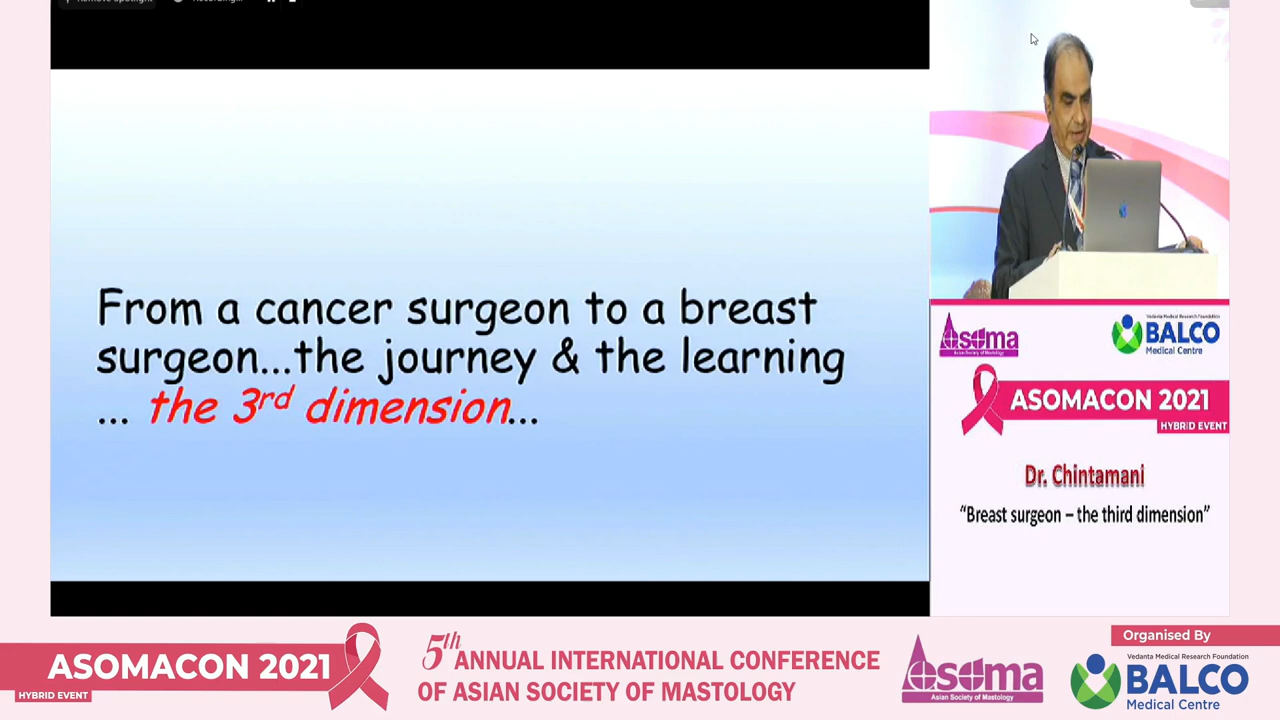 From a cancer surgeon to a breast
surgeon...the journey & the learning
... the 3rd dimension...
Asoma
Asian Society of Mastology
Vedanta Medical Research Foundation
BALCO
Medical Centre
ASOMACON 2021
HYBRID EVENT
Dr. Chintamani
“Breast surgeon – the third dimension”
ASOMACON 2021
HYBRID EVENT
5th ANNUAL INTERNATIONAL CONFERENCE
OF ASIAN SOCIETY OF MASTOLOGY
Asoma
Asian Society of Mastology
Organised By
Vedanta Medical Research Foundation
BALCO
Medical Centre